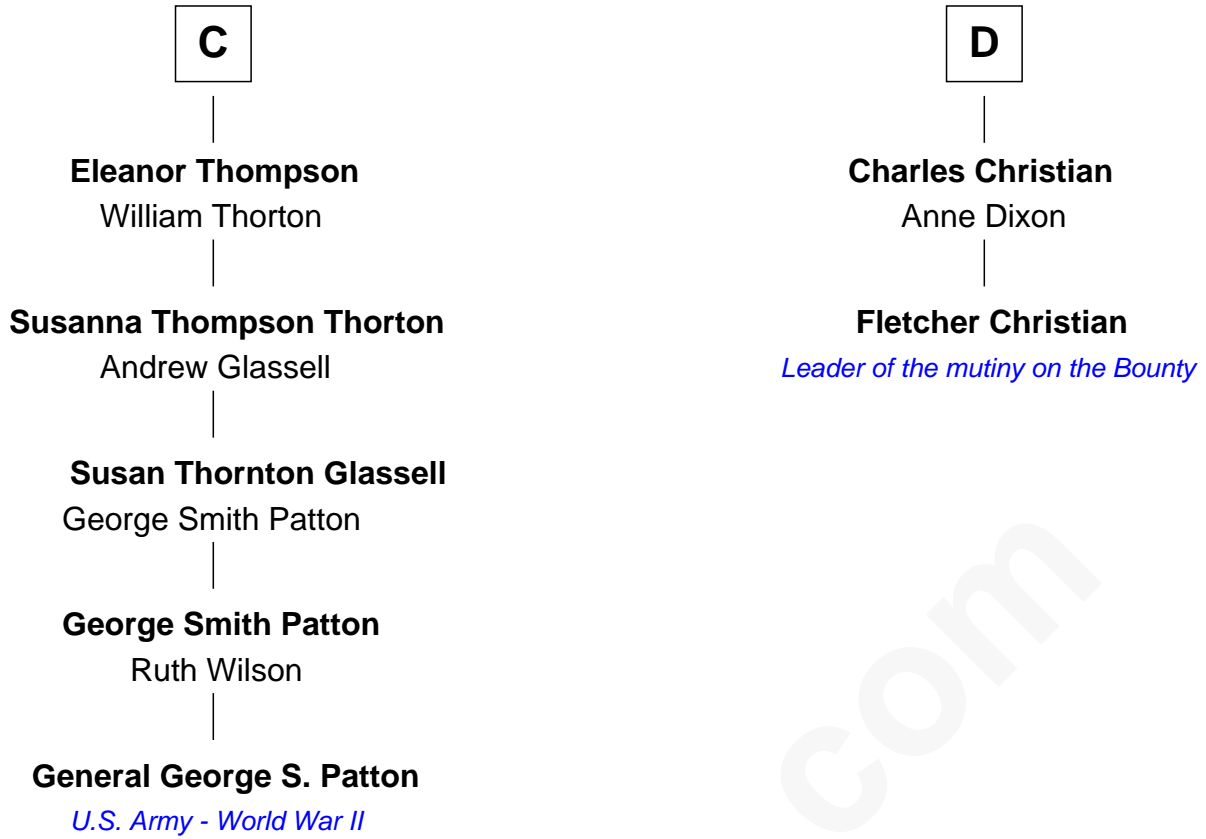 C
Eleanor Thompson
William Thorton
Susanna Thompson Thorton
Andrew Glassell
Susan Thornton Glassell
George Smith Patton
George Smith Patton
Ruth Wilson
General George S. Patton
U.S. Army - World War II
D
Charles Christian
Anne Dixon
Fletcher Christian
Leader of the mutiny on the Bounty
com